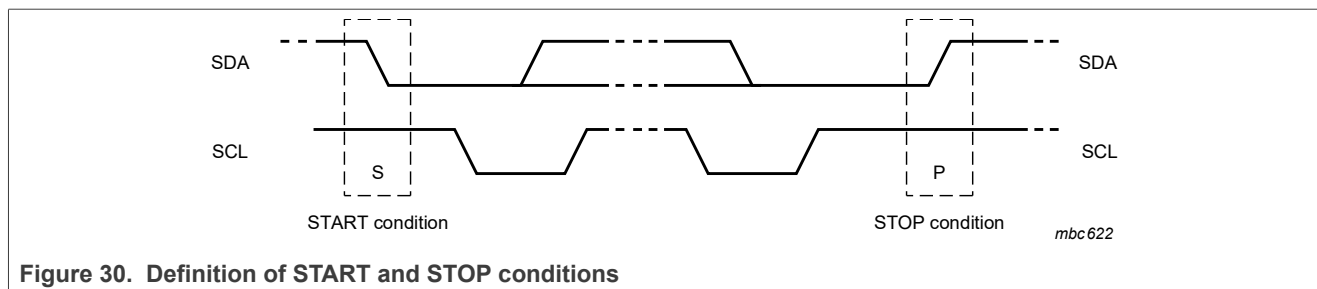 SDA SDA
SCL SCL
S P
START condition STOP condition
mbc622
Figure 30. Definition of START and STOP conditions